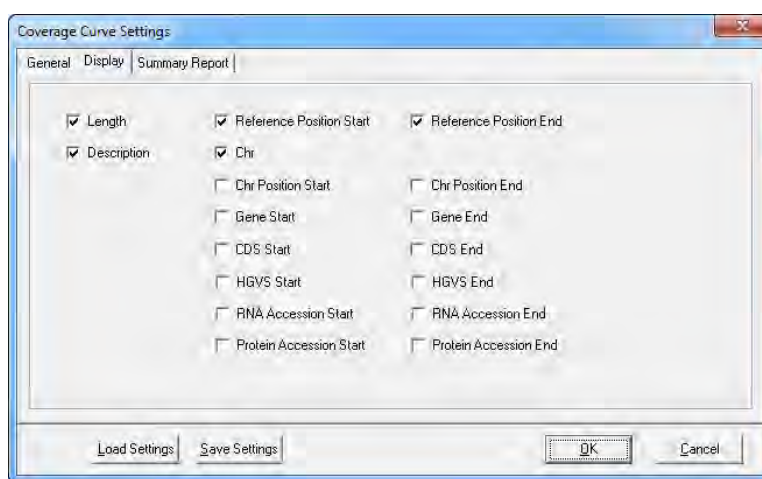 Coverage Curve Settings
General Display Summary Report
Length Reference Position Start Reference Position End
Description Chr
Chr Position Start Chr Position End
Gene Start Gene End
CDS Start CDS End
HGVS Start HGVS End
RNA Accession Start RNA Accession End
Protein Accession Start Protein Accession End
Load Settings Save Settings OK Cancel